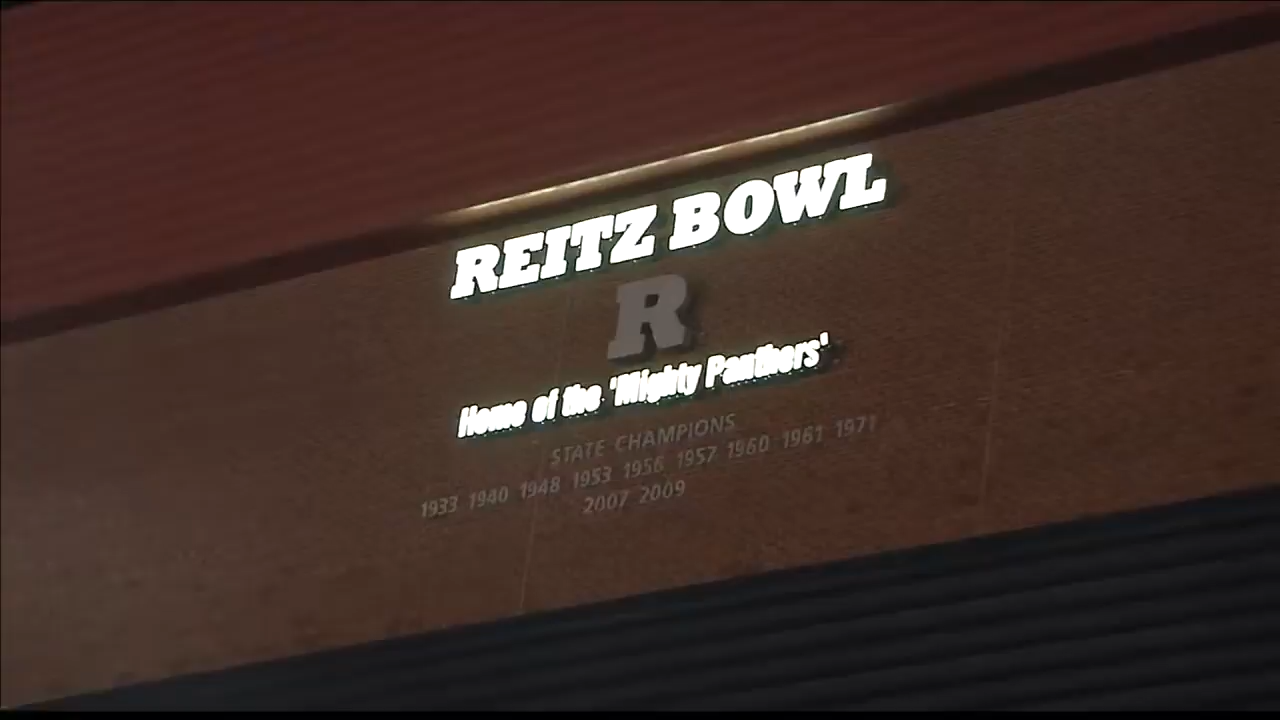 REITZ BOWL
R
Home of the 'Mighty Panthers'
STATE CHAMPIONS
1933 1940 1948 1953 1956 1957 1960 1961 1971
2007 2009